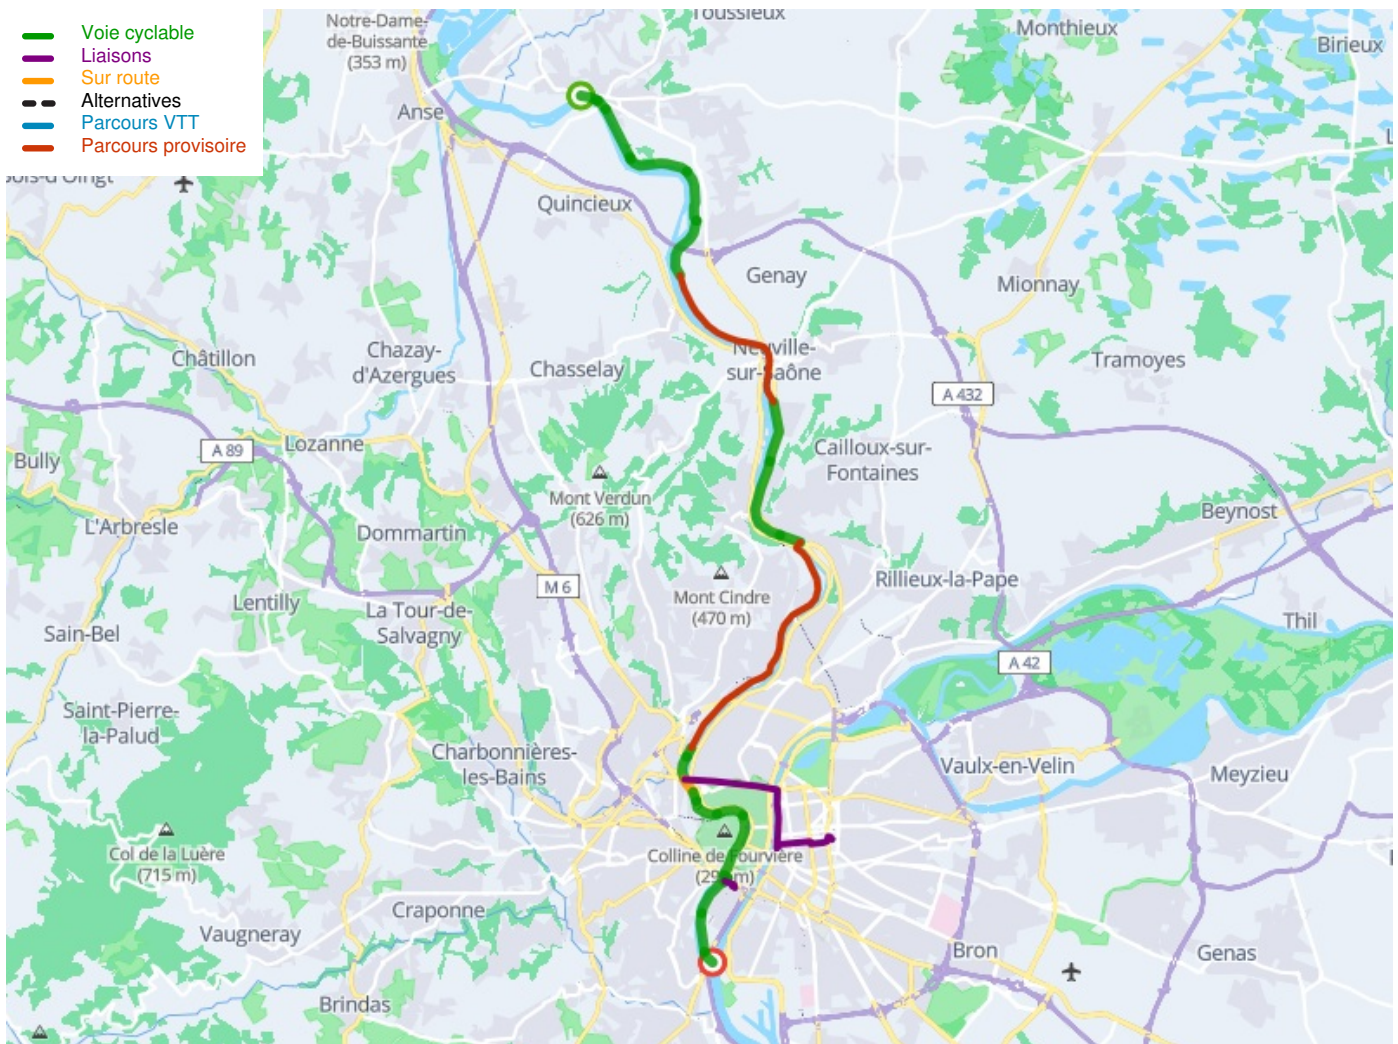 Voie cyclable
Liaisons
Sur route
Alternatives
Parcours VTT
Parcours provisoire
Notre-Dame-
de-Buissante
(353 m)
Toussieux
Monthieux
Birieux
Anse
Quincieux
Genay
Mionnay
Châtillon
Chazay-
d'Azergues
Chasselay
Neuville-
sur-Saône
Tramoyes
A 432
A 89
Lozanne
Bully
Cailloux-sur-
Fontaines
Mont Verdun
(626 m)
L'Arbresle
Dommartin
Beynost
M 6
Mont Cindre
(470 m)
Rillieux-la-Pape
Lentilly
La Tour-de-
Salvagny
Sain-Bel
Thil
A 42
Saint-Pierre-
la-Palud
Charbonnières-
les-Bains
Vaulx-en-Velin
Meyzieu
Col de la Luère
(715 m)
Colline de Fourvière
Craponne
Vaugneray
Bron
Genas
Brindas